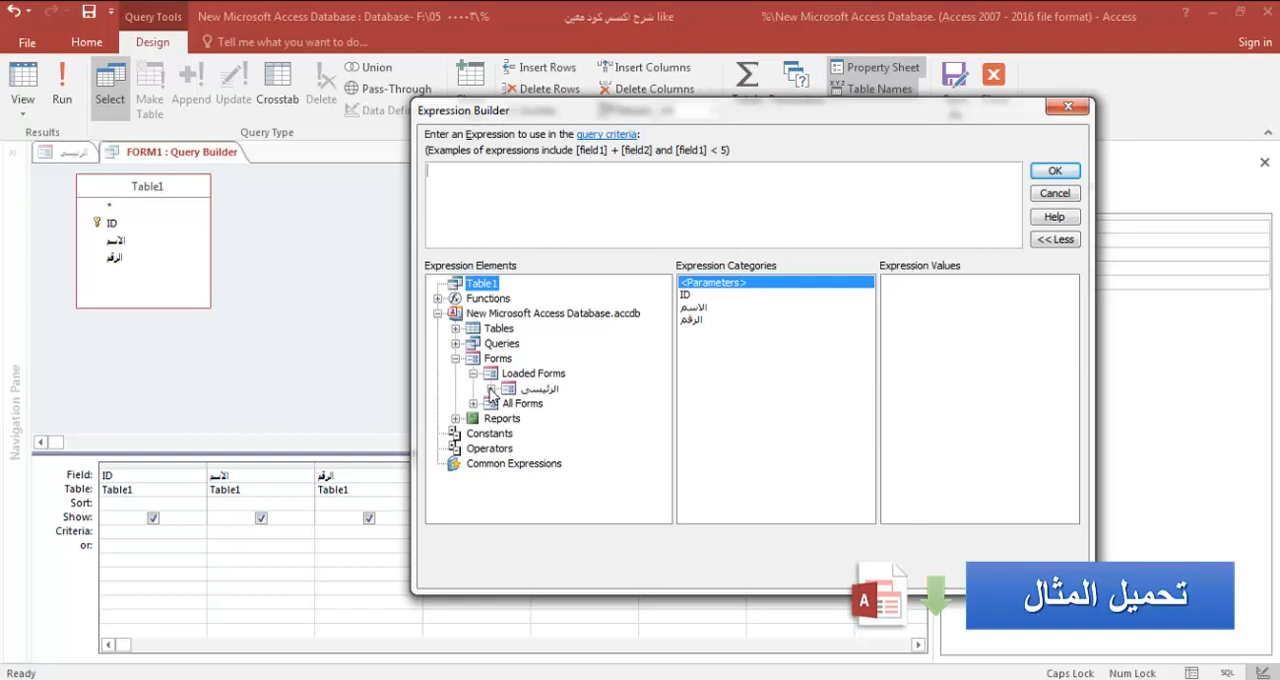 Query Tools
New Microsoft Access Database : Database- F:\05
شرح اكسس كود معين like
%\New Microsoft Access Database. (Access 2007 - 2016 file format) - Access
File
Home
Design
Tell me what you want to do...
Sign in
View
Run
Select
Make Table
Append
Update
Crosstab
Delete
Union
Pass-Through
Data Defi
Insert Rows
Delete Rows
Insert Columns
Delete Columns
Property Sheet
Table Names
Results
Query Type
الرئيسى
FORM1 : Query Builder
Table1
*
ID
الاسم
الرقم
Navigation Pane
Expression Builder
Enter an Expression to use in the query criteria:
(Examples of expressions include [field1] + [field2] and [field1] < 5)
OK
Cancel
Help
<< Less
Expression Elements
Table1
Functions
New Microsoft Access Database.accdb
Tables
Queries
Forms
Loaded Forms
الرئيسى
All Forms
Reports
Constants
Operators
Common Expressions
Expression Categories
<Parameters>
ID
الاسم
الرقم
Expression Values
Field: ID الاسم الرقم
Table: Table1 Table1 Table1
Sort:
Show:
Criteria:
or:
A
تحميل المثال
Ready
Caps Lock
Num Lock
SQL